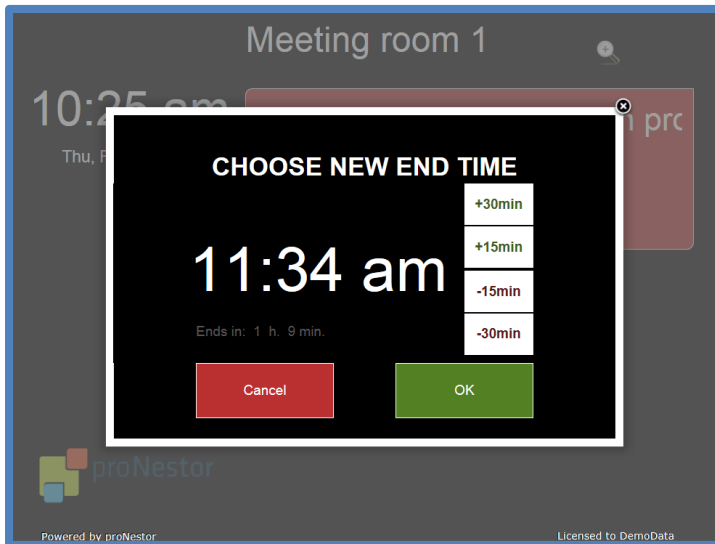 Meeting room 1
10:25 am
pro
Thu,
CHOOSE NEW END TIME
+30min
+15min
11:34 am
-15min
-30min
Ends in: 1 h. 9 min.
Cancel
OK
proNestor
Powered by proNestor
Licensed to DemoData